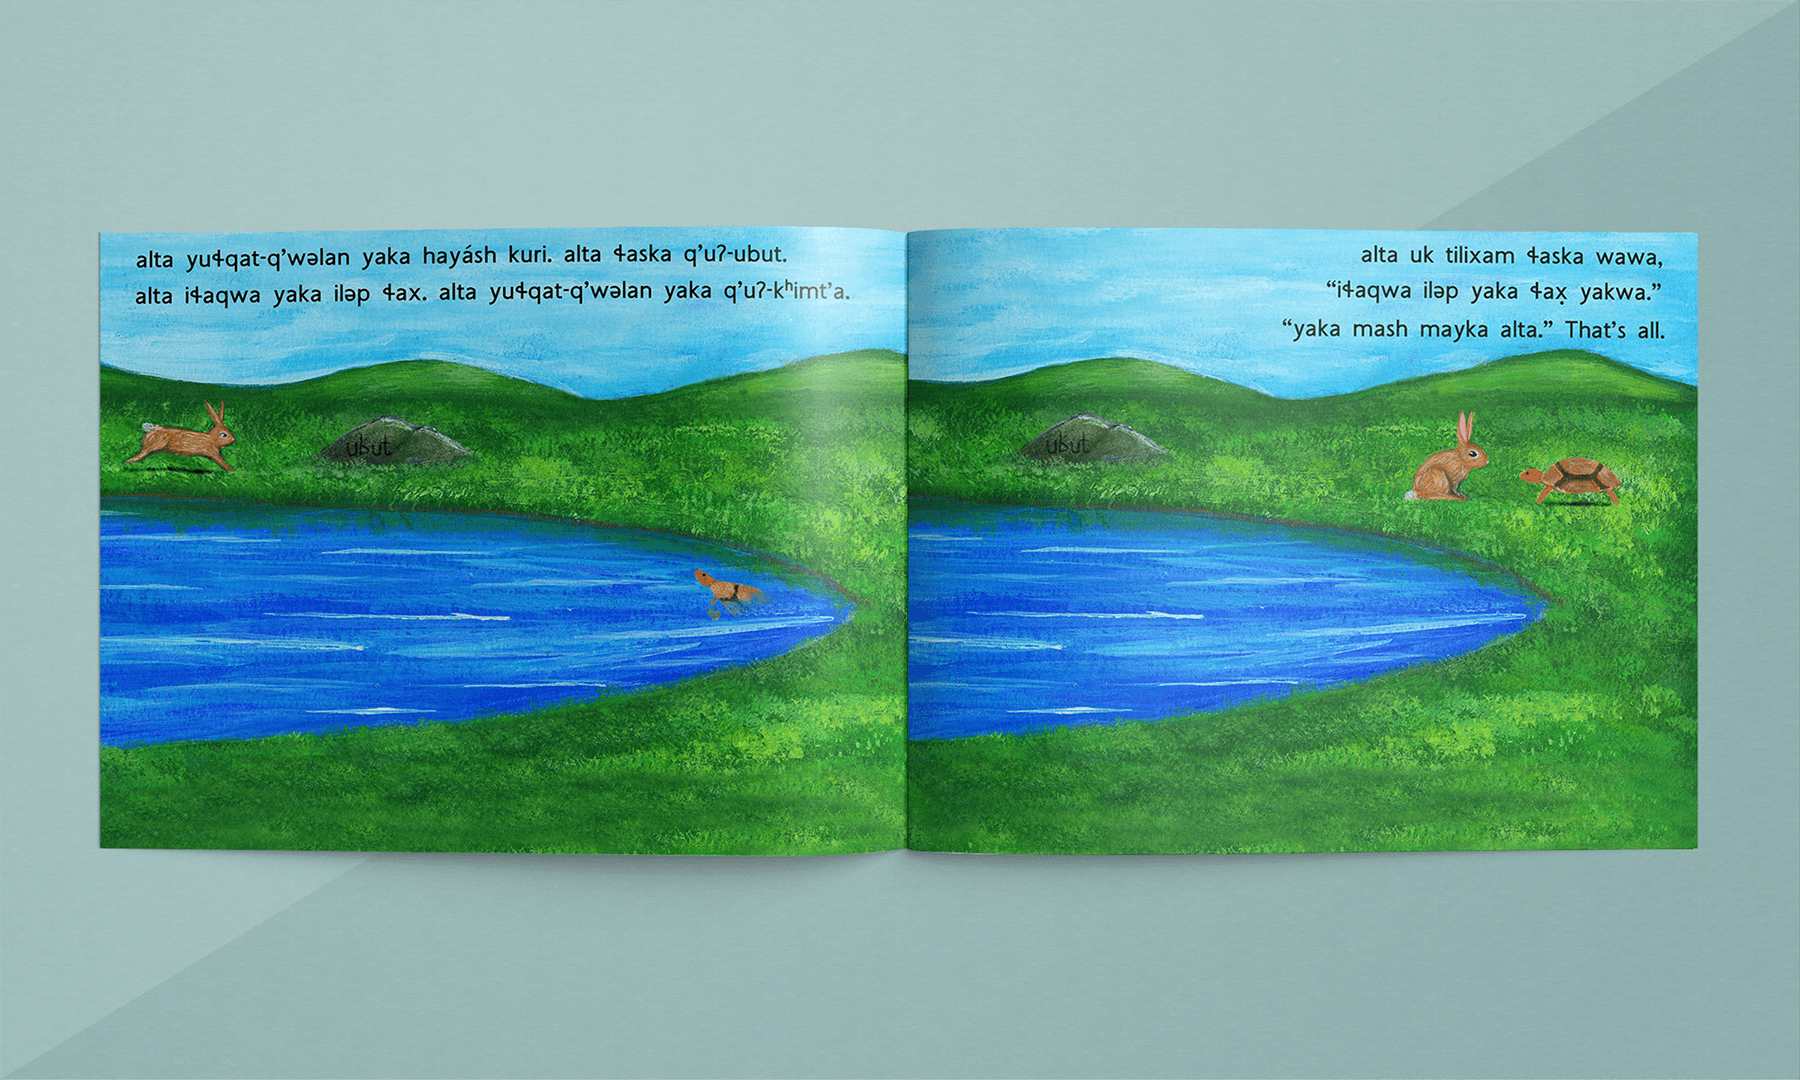 alta yuɬqat-q’wəlan yaka hayásh kuri. alta ɬaska q’uʔ-ubut.
alta iɬaqwa yaka iləp ɬax. alta yuɬqat-q’wəlan yaka q’uʔ-kʰimt’a.
ubut
alta uk tilixam ɬaska wawa,
“iɬaqwa iləp yaka ɬax̣ yakwa.”
“yaka mash mayka alta.” That’s all.
ubut